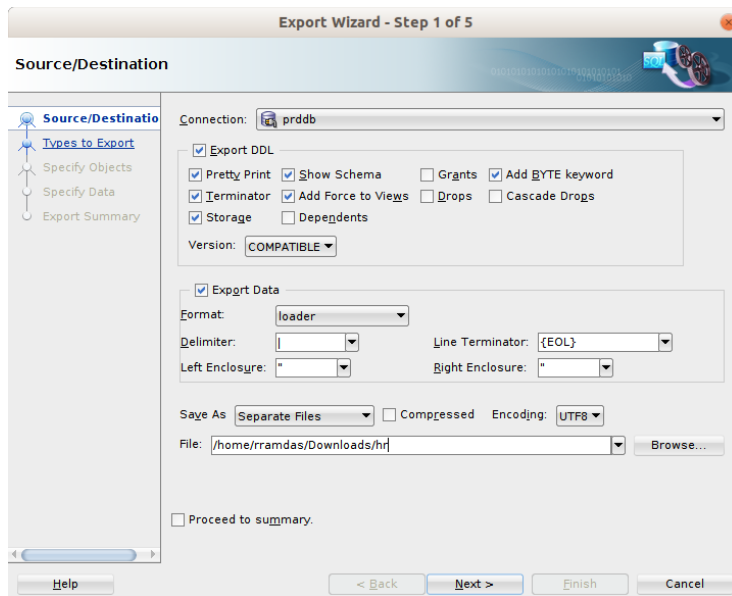 Export Wizard - Step 1 of 5
Source/Destination
Source/Destinatio
Types to Export
Specify Objects
Specify Data
Export Summary
Connection: prddb
Export DDL
Pretty Print Show Schema Grants Add BYTE keyword
Terminator Add Force to Views Drops Cascade Drops
Storage Dependents
Version: COMPATIBLE
Export Data
Format: loader
Delimiter: | Line Terminator: {EOL}
Left Enclosure: " Right Enclosure: "
Save As Separate Files Compressed Encoding: UTF8
File: /home/rramdas/Downloads/hr Browse...
Proceed to summary.
Help < Back Next > Finish Cancel